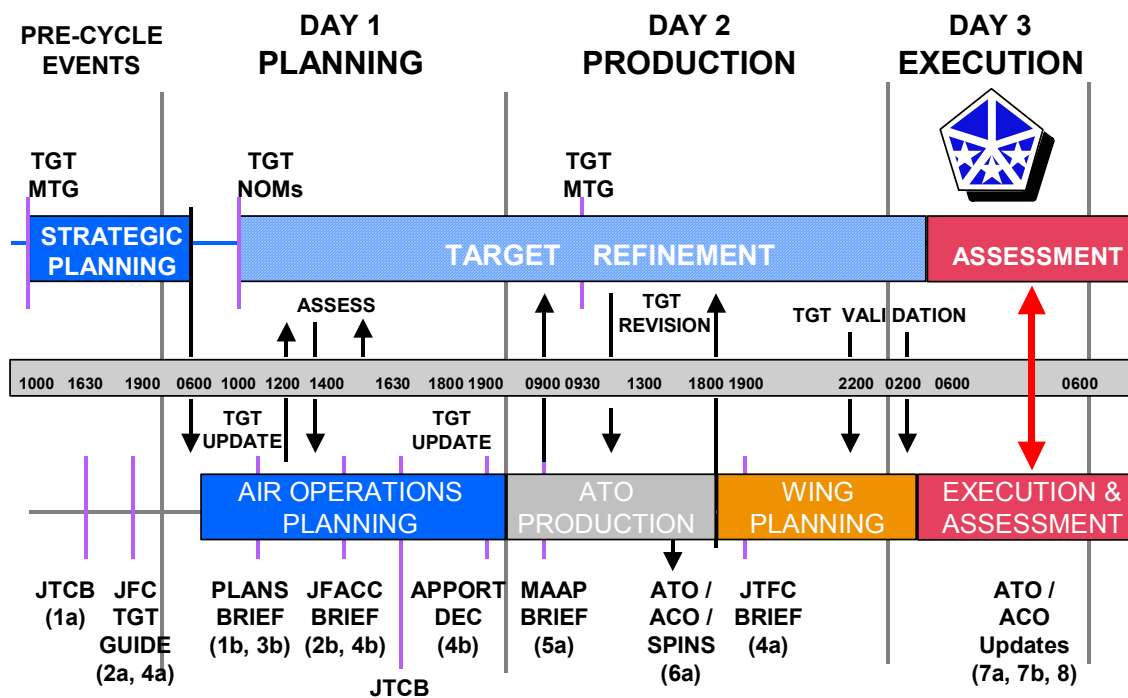 PRE-CYCLE
EVENTS
DAY 1
PLANNING
DAY 2
PRODUCTION
DAY 3
EXECUTION
TGT
MTG
TGT
NOMs
TGT
MTG
STRATEGIC
PLANNING
TARGET REFINEMENT
ASSESSMENT
ASSESS
TGT
REVISION
TGT VALIDATION
1000 1630 1900 0600 1000 1200 1400 1630 1800 1900 0900 0930 1300 1800 1900 2200 0200 0600 0600
TGT
UPDATE
TGT
UPDATE
AIR OPERATIONS
PLANNING
ATO
PRODUCTION
WING
PLANNING
EXECUTION &
ASSESSMENT
JTCB
(1a)
JFC
TGT
GUIDE
(2a, 4a)
PLANS
BRIEF
(1b, 3b)
JFACC
BRIEF
(2b, 4b)
JTCB
APPORT
DEC
(4b)
MAAP
BRIEF
(5a)
ATO /
ACO /
SPINS
(6a)
JTFC
BRIEF
(4a)
ATO /
ACO
Updates
(7a, 7b, 8)